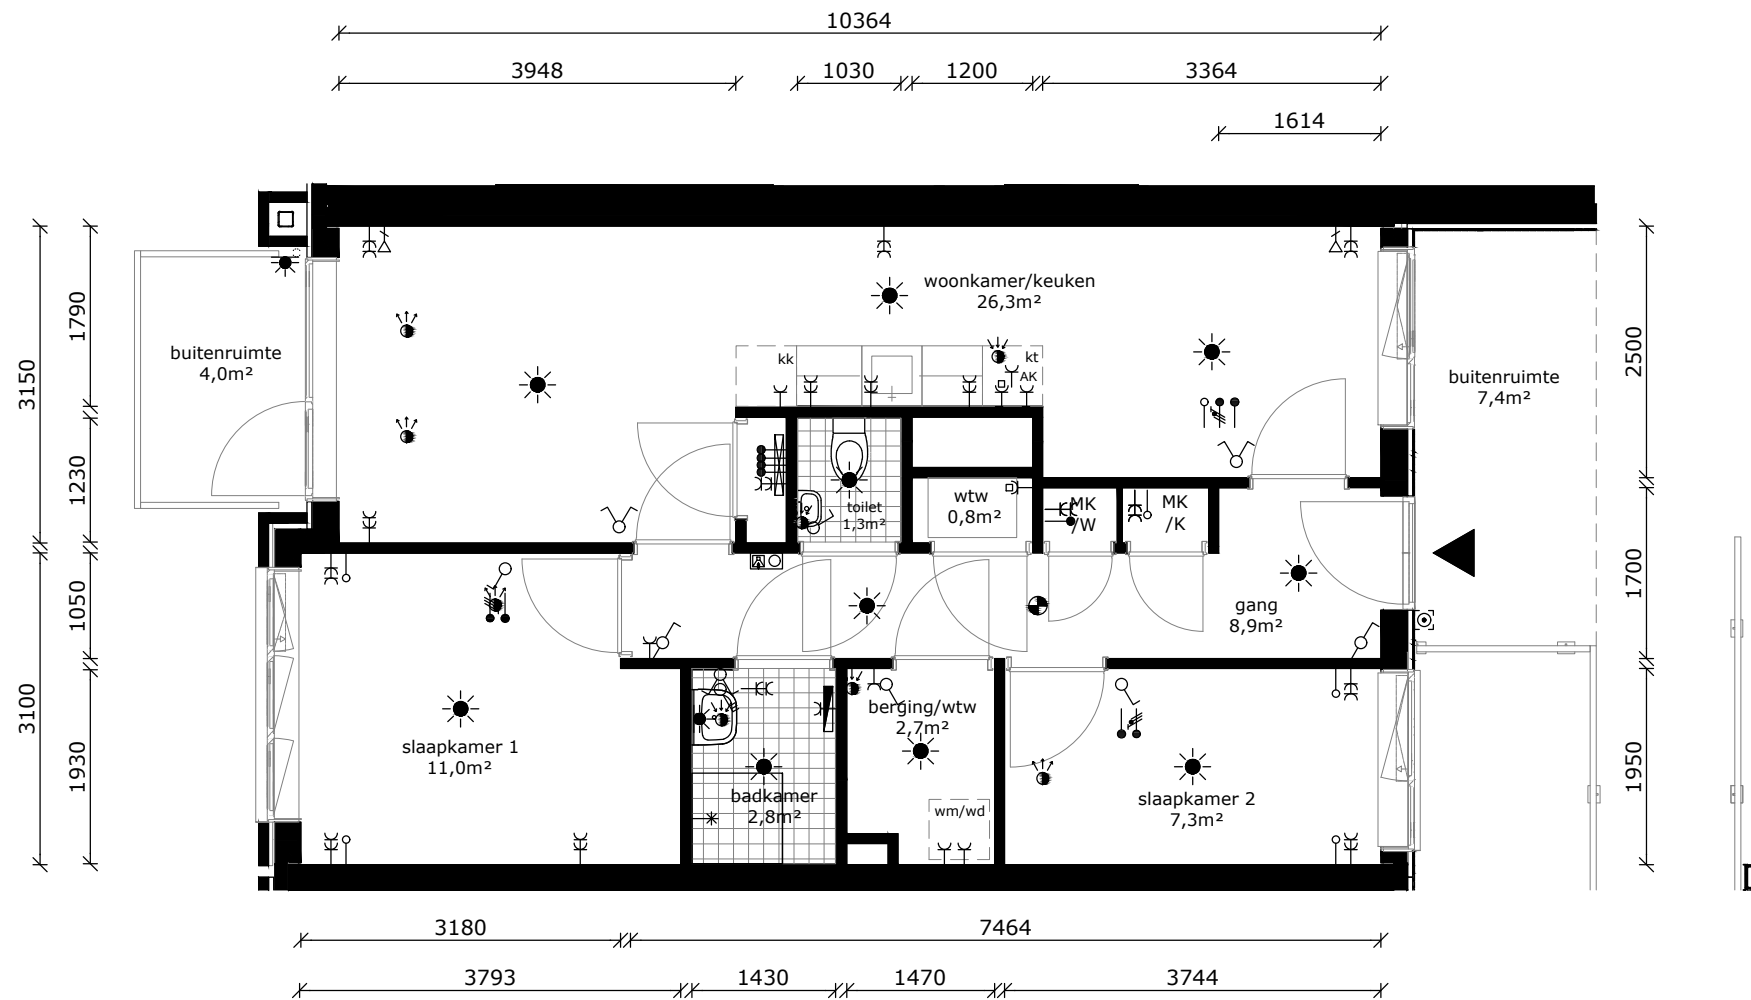 10364
3948
1030
1200
3364
1614
3150
1790
1230
3100
1050
1930
2500
1700
1950
buitenruimte
4,0m²
woonkamer/keuken
26,3m²
kk
kt
AK
buitenruimte
7,4m²
toilet
1,3m²
wtw
0,8m²
MK
/W
MK
/K
gang
8,9m²
slaapkamer 1
11,0m²
badkamer
2,8m²
berging/wtw
2,7m²
wm/wd
slaapkamer 2
7,3m²
3180
7464
3793
1430
1470
3744